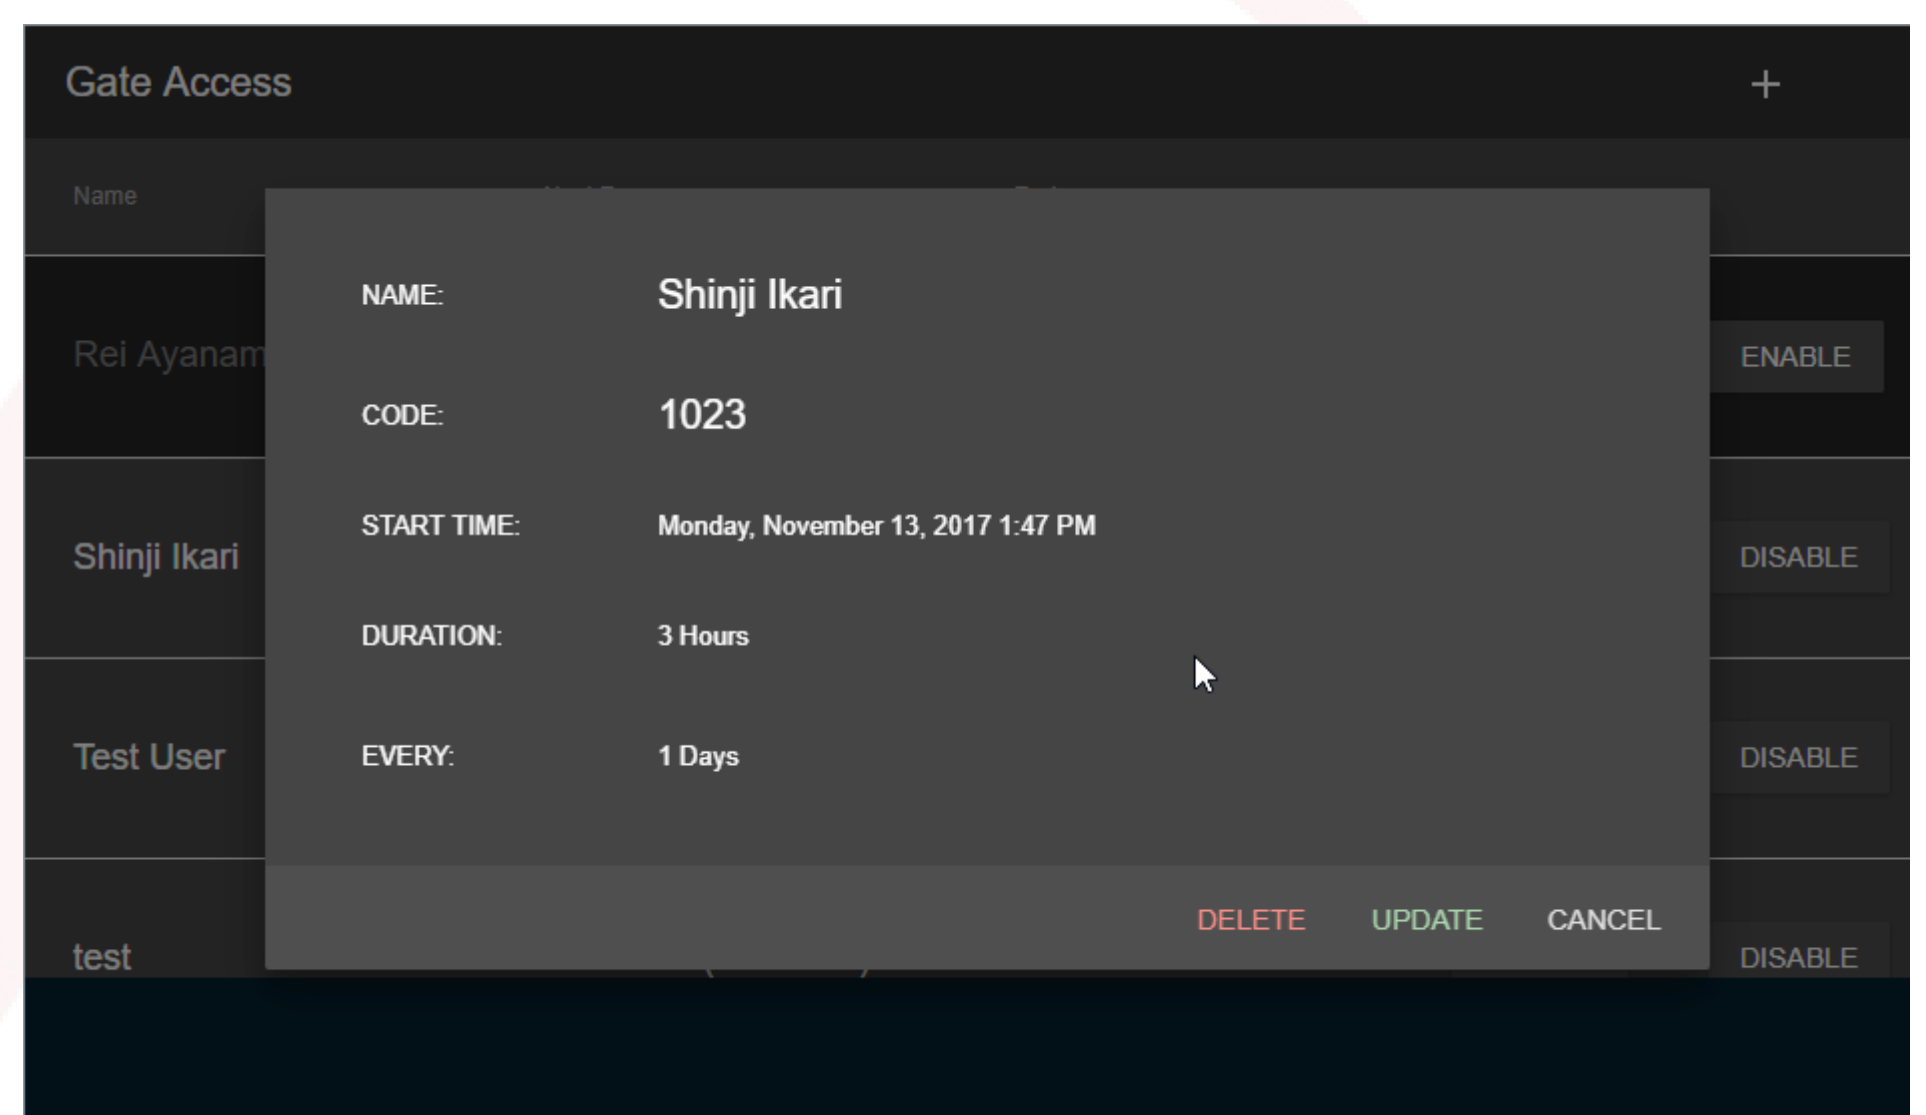 Gate Access +
Name
NAME: Shinji Ikari
Rei Ayanam ENABLE
CODE: 1023
START TIME: Monday, November 13, 2017 1:47 PM
Shinji Ikari DISABLE
DURATION: 3 Hours
Test User EVERY: 1 Days DISABLE
DELETE UPDATE CANCEL
test DISABLE